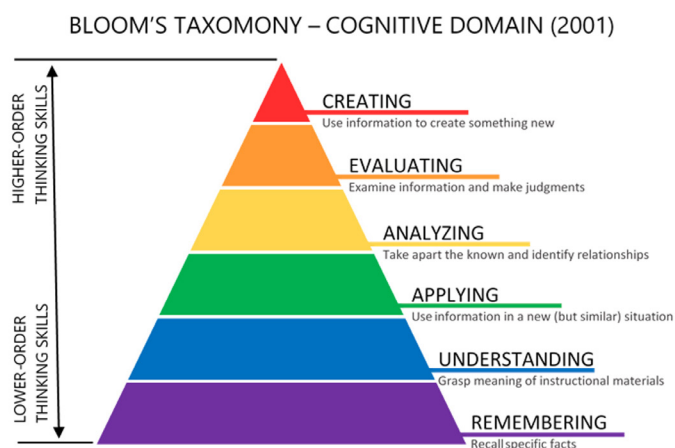 BLOOM'S TAXOMONY – COGNITIVE DOMAIN (2001)
HIGHER-ORDER
THINKING SKILLS
CREATING
Use information to create something new
EVALUATING
Examine information and make judgments
ANALYZING
Take apart the known and identify relationships
APPLYING
Use information in a new (but similar) situation
LOWER-ORDER
THINKING SKILLS
UNDERSTANDING
Grasp meaning of instructional materials
REMEMBERING
Recall specific facts